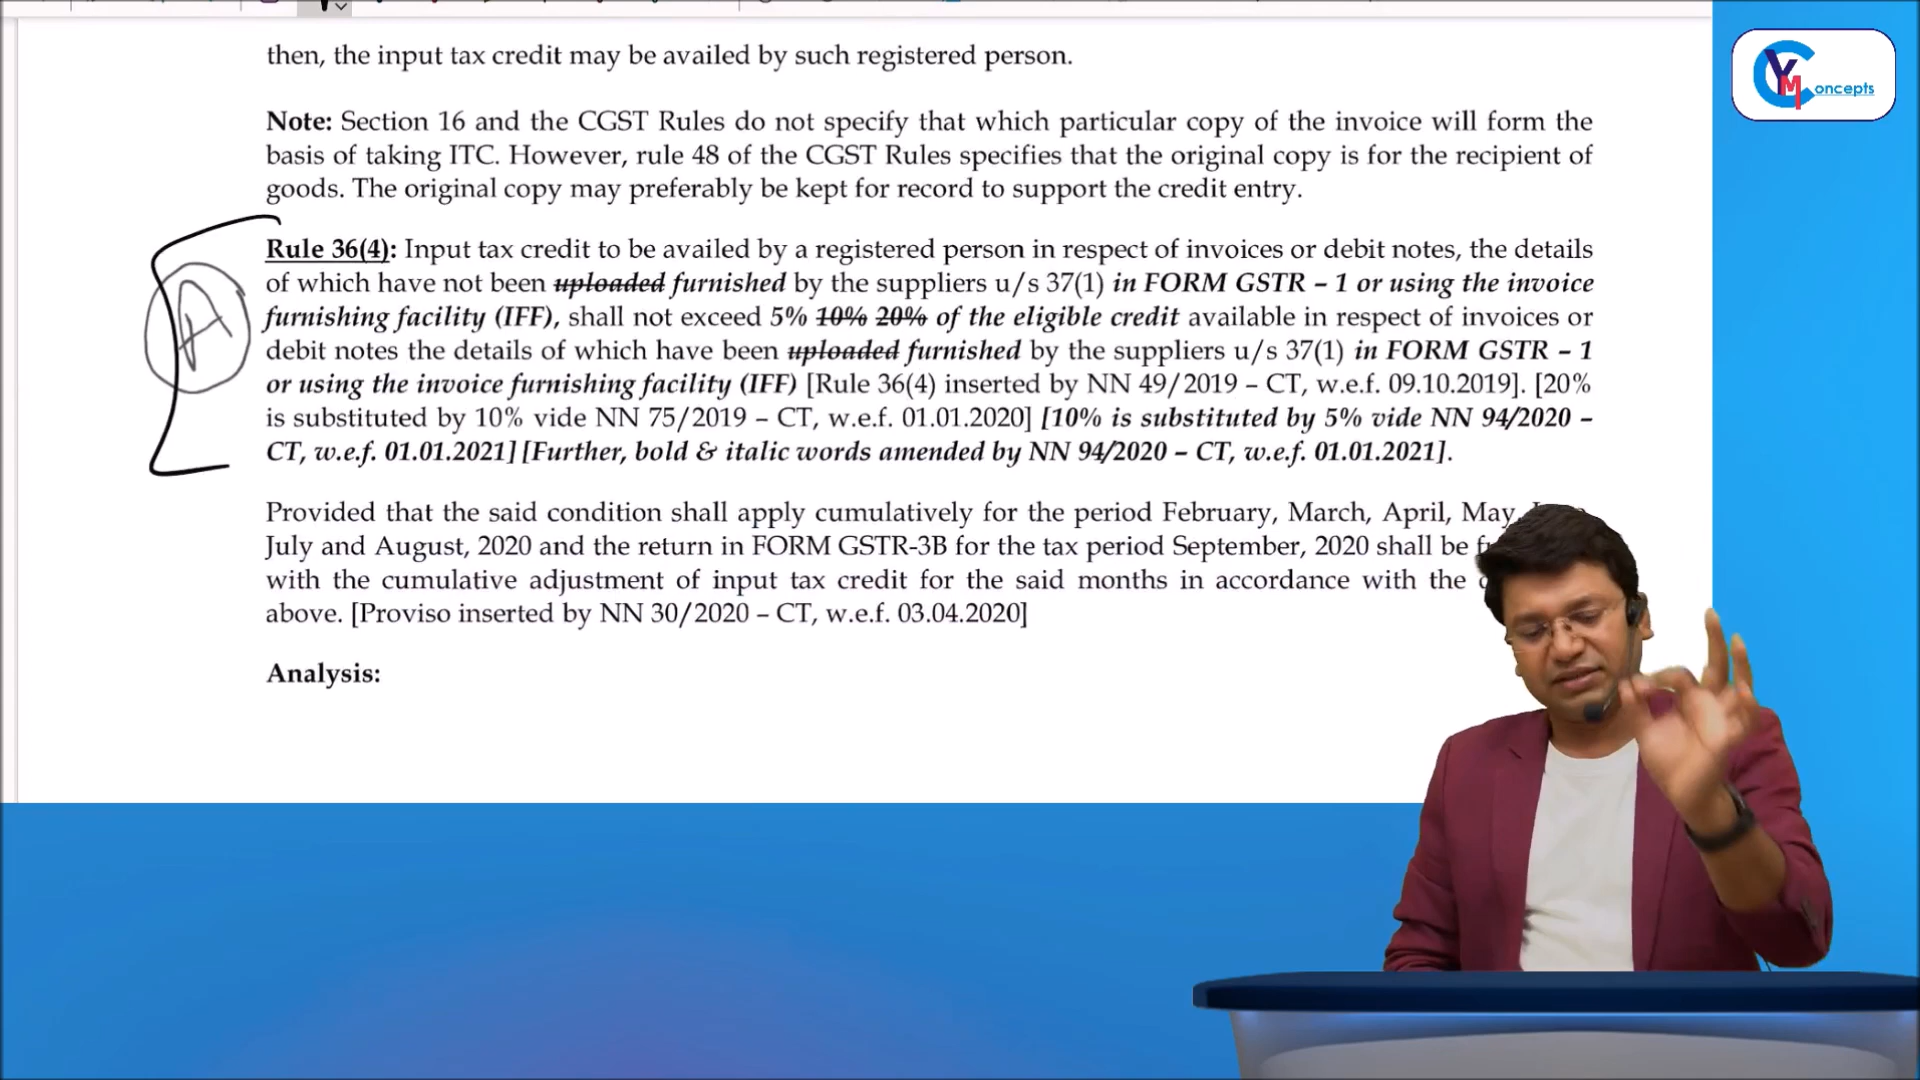 then, the input tax credit may be availed by such registered person.
Note: Section 16 and the CGST Rules do not specify that which particular copy of the invoice will form the
basis of taking ITC. However, rule 48 of the CGST Rules specifies that the original copy is for the recipient of
goods. The original copy may preferably be kept for record to support the credit entry.
Rule 36(4): Input tax credit to be availed by a registered person in respect of invoices or debit notes, the details
of which have not been uploaded furnished by the suppliers u/s 37(1) in FORM GSTR – 1 or using the invoice
furnishing facility (IFF), shall not exceed 5% 10% 20% of the eligible credit available in respect of invoices or
debit notes the details of which have been uploaded furnished by the suppliers u/s 37(1) in FORM GSTR – 1
or using the invoice furnishing facility (IFF) [Rule 36(4) inserted by NN 49/2019 – CT, w.e.f. 09.10.2019]. [20%
is substituted by 10% vide NN 75/2019 – CT, w.e.f. 01.01.2020] [10% is substituted by 5% vide NN 94/2020 –
CT, w.e.f. 01.01.2021] [Further, bold & italic words amended by NN 94/2020 – CT, w.e.f. 01.01.2021].
A
Provided that the said condition shall apply cumulatively for the period February, March, April, May,
July and August, 2020 and the return in FORM GSTR-3B for the tax period September, 2020 shall be
with the cumulative adjustment of input tax credit for the said months in accordance with the
above. [Proviso inserted by NN 30/2020 – CT, w.e.f. 03.04.2020]
Analysis:
YM Concepts